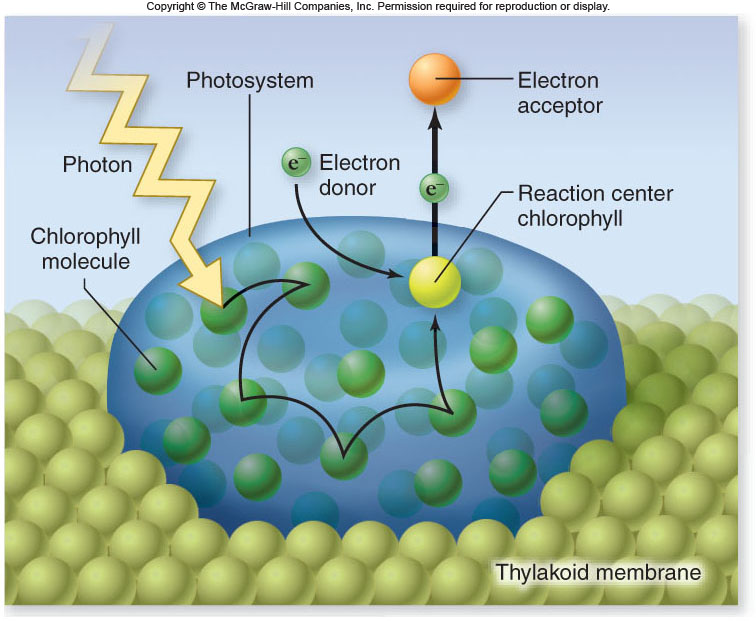 Copyright © The McGraw-Hill Companies, Inc. Permission required for reproduction or display.
Photosystem
Electron
acceptor
Photon
e⁻
Electron
donor
e⁻
Reaction center
chlorophyll
Chlorophyll
molecule
Thylakoid membrane